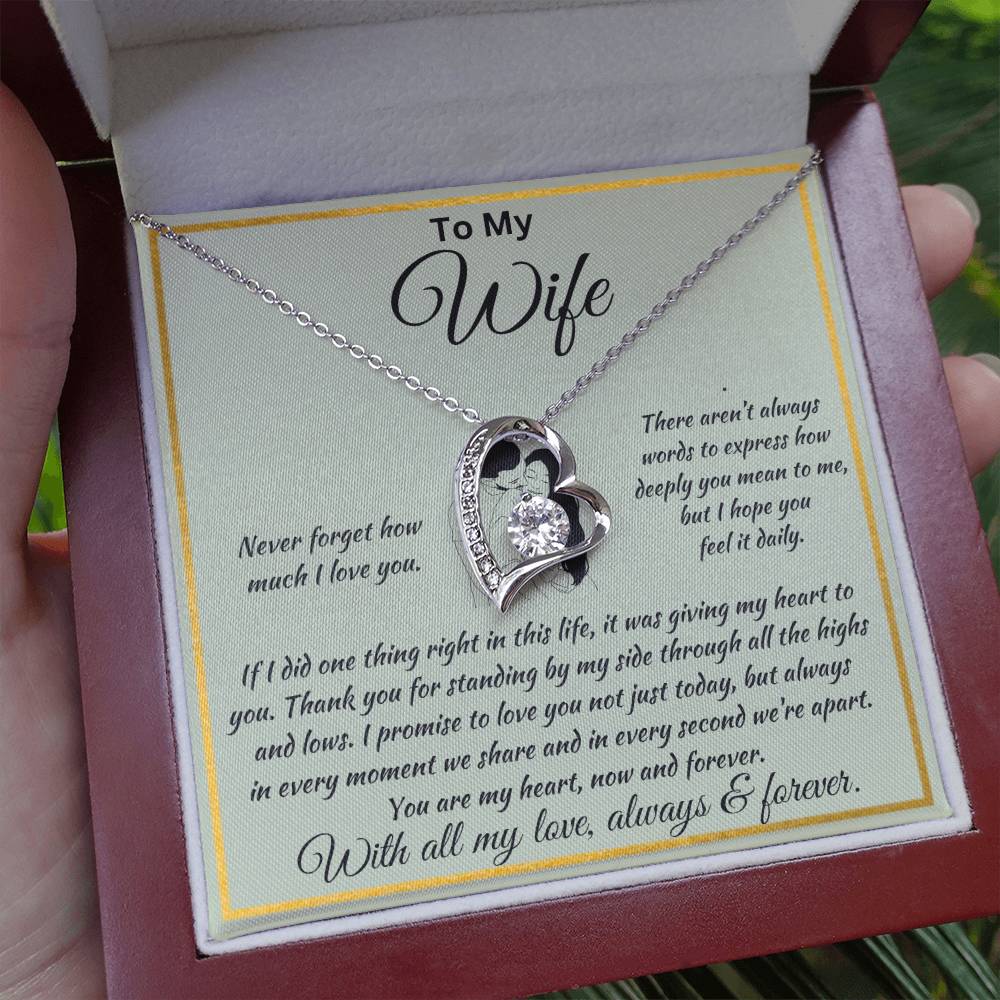 To My
Wife
There aren't always
words to express how
deeply you mean to me,
but I hope you
feel it daily.
Never forget how
much I love you.
If I did one thing right in this life, it was giving my heart to
you. Thank you for standing by my side through all the highs
and lows. I promise to love you not just today, but always
in every moment we share and in every second we're apart.
You are my heart, now and forever.
With all my love, always & forever.